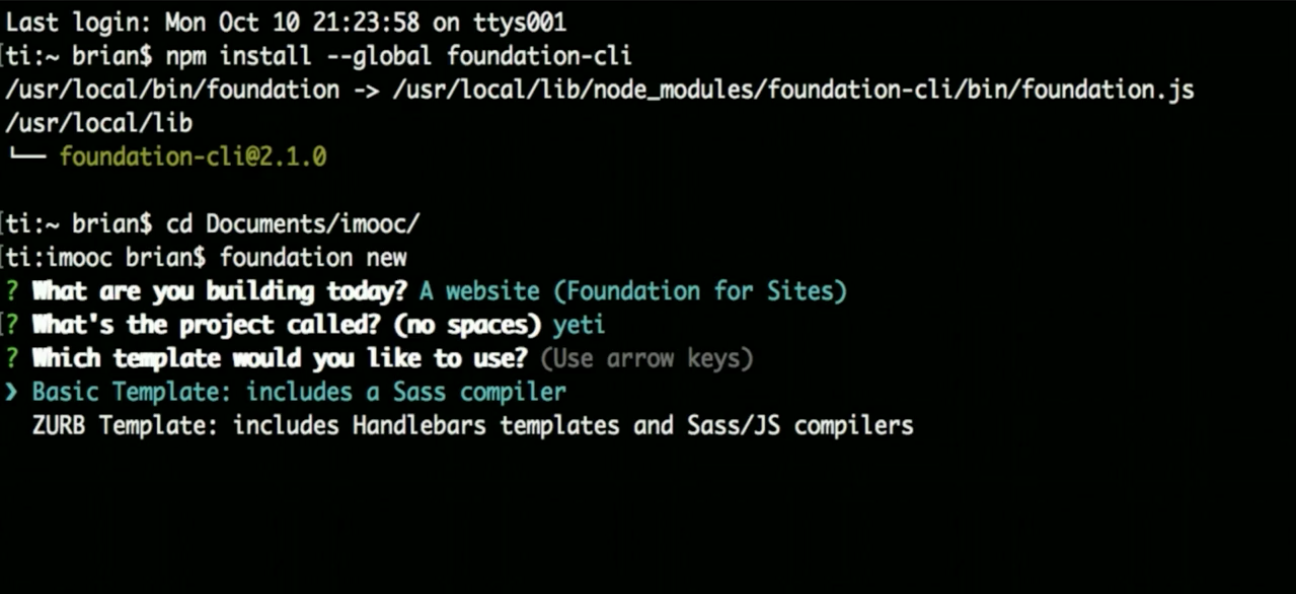 Last login: Mon Oct 10 21:23:58 on ttys001
[ti:~ brian$ npm install --global foundation-cli
/usr/local/bin/foundation -> /usr/local/lib/node_modules/foundation-cli/bin/foundation.js
/usr/local/lib
└── foundation-cli@2.1.0
[ti:~ brian$ cd Documents/imooc/
[ti:imooc brian$ foundation new
? What are you building today? A website (Foundation for Sites)
[? What's the project called? (no spaces) yeti
? Which template would you like to use? (Use arrow keys)
❯ Basic Template: includes a Sass compiler
ZURB Template: includes Handlebars templates and Sass/JS compilers